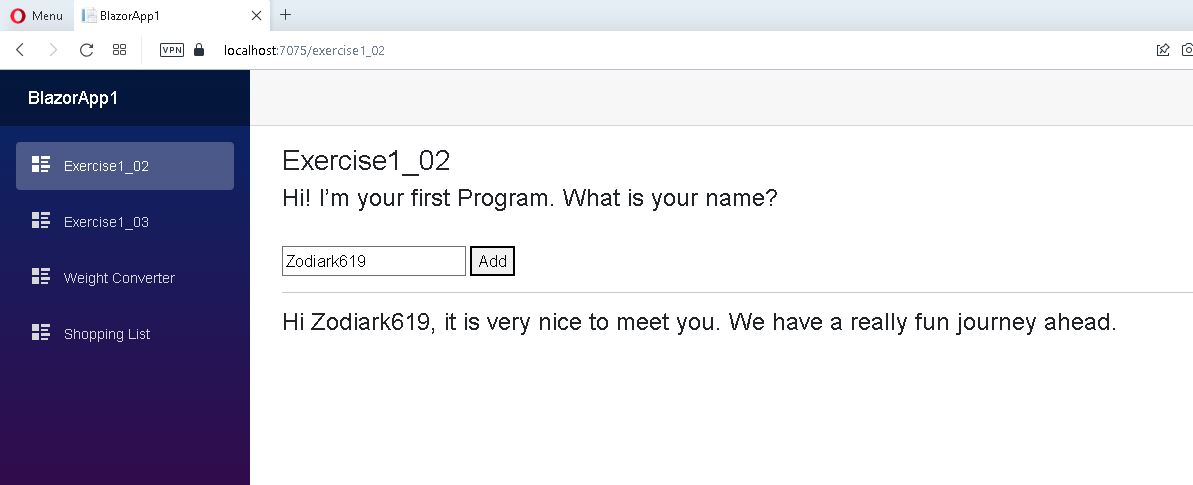 Menu
BlazorApp1
VPN
localhost:7075/exercise1_02
BlazorApp1
Exercise1_02
Exercise1_03
Weight Converter
Shopping List
Exercise1_02
Hi! I’m your first Program. What is your name?
Zodiark619 Add
Hi Zodiark619, it is very nice to meet you. We have a really fun journey ahead.